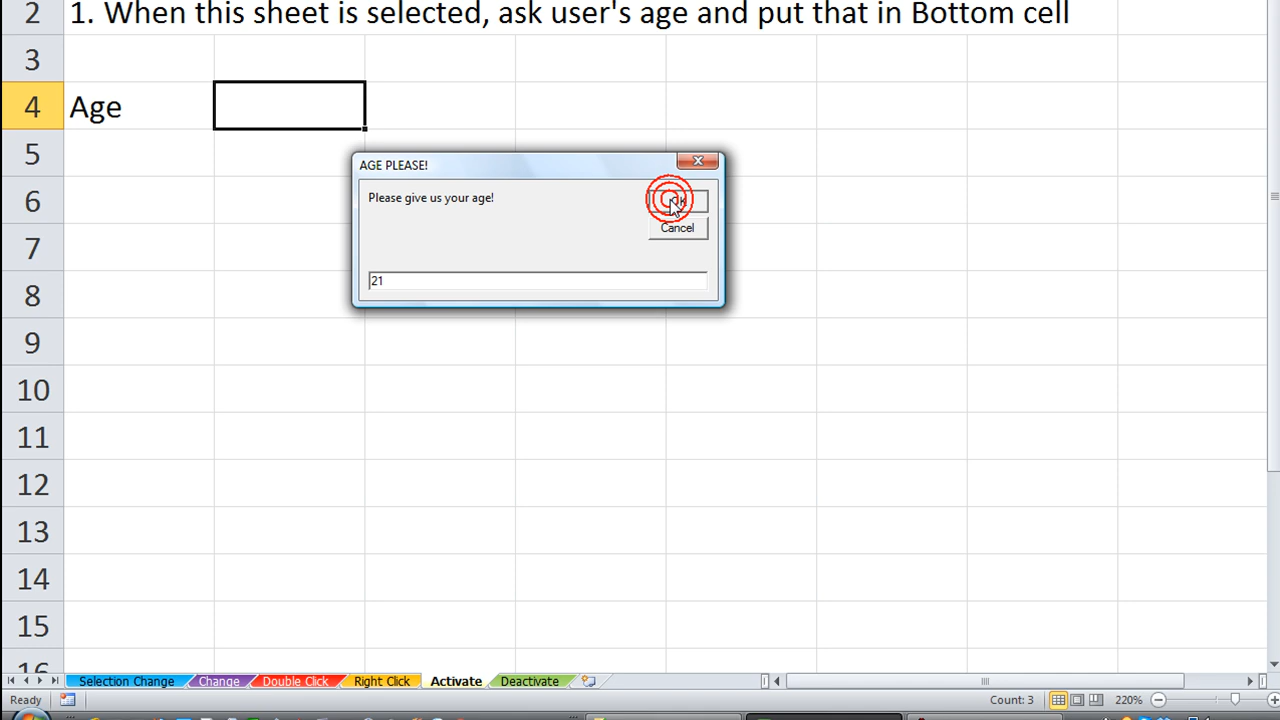 2 1. When this sheet is selected, ask user's age and put that in Bottom cell
3
4 Age
5
AGE PLEASE!
Please give us your age!
OK
Cancel
21
6
7
8
9
10
11
12
13
14
15
16
Selection Change Change Double Click Right Click Activate Deactivate
Ready Count: 3 220%